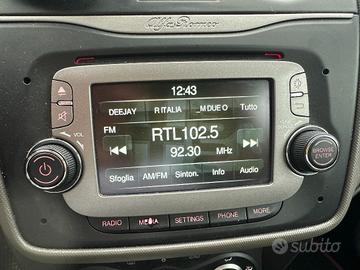 Alfa Romeo
12:43
DEEJAY R ITALIA _M DUE O Tutto
FM
RTL102.5
92.30 MHz
VOL
BROWSE
ENTER
Sfoglia AM/FM Sinton. Info Audio
RADIO MEDIA SETTINGS PHONE MORE
subito